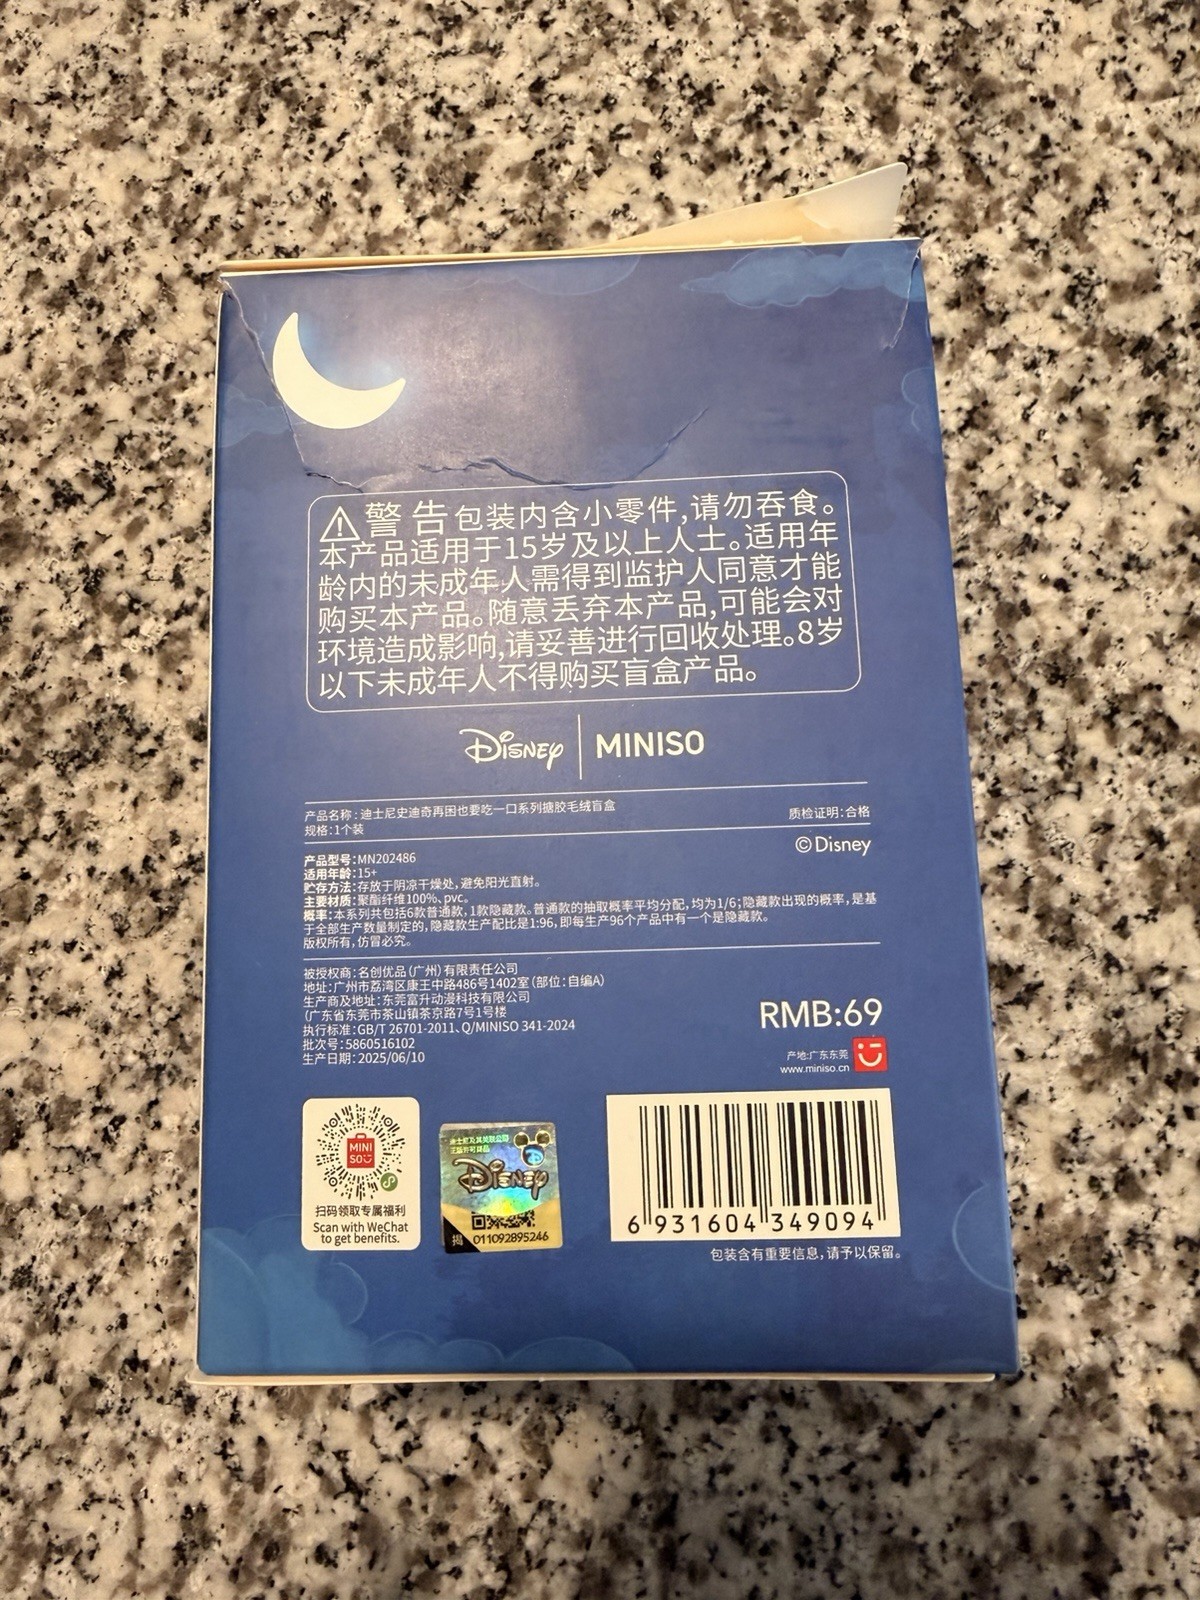 警告 包装内含小零件,请勿吞食。
本产品适用于15岁及以上人士。适用年
龄内的未成年人需得到监护人同意才能
购买本产品。随意丢弃本产品,可能会对
环境造成影响,请妥善进行回收处理。8岁
以下未成年人不得购买盲盒产品。
Disney | MINISO
产品名称:迪士尼史迪奇再困也要吃一口系列搪胶毛绒盲盒
质检证明:合格
规格:1个装
©Disney
产品型号:MN202486
适用年龄:15+
贮存方法:存放于阴凉干燥处,避免阳光直射。
主要材质:聚酯纤维100%、pvc。
概率:本系列共包括6款普通款,1款隐藏款。普通款的抽取概率平均分配,均为1/6;隐藏款出现的概率,是基
于全部生产数量制定的,隐藏款生产配比是1:96,即每生产96个产品中有一个是隐藏款。
版权所有,仿冒必究。
被授权商:名创优品(广州)有限责任公司
地址:广州市荔湾区康王中路486号1402室(部位:自编A)
生产商及地址:东莞富升动漫科技有限公司
(广东省东莞市茶山镇茶京路7号1号楼
执行标准:GB/T 26701-2011、Q/MINISO 341-2024
批次号:5860516102
生产日期:2025/06/10
RMB:69
产地:广东东莞
www.miniso.cn
MINI
SO
扫码领取专属福利
Scan with WeChat
to get benefits.
迪士尼及其关联公司
正版许可商品
Disney
揭 011092895246
6 931604 349094
包装含有重要信息,请予以保留。